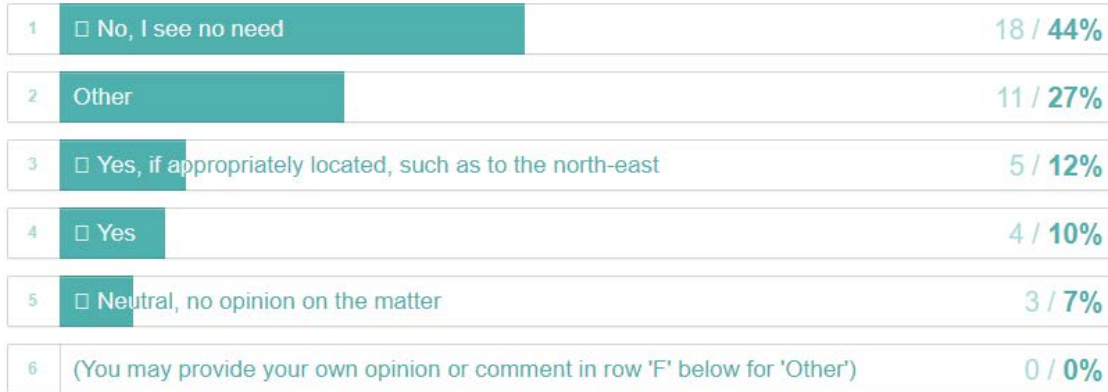 1 □ No, I see no need 18 / 44%
2 Other 11 / 27%
3 □ Yes, if appropriately located, such as to the north-east 5 / 12%
4 □ Yes 4 / 10%
5 □ Neutral, no opinion on the matter 3 / 7%
6 (You may provide your own opinion or comment in row 'F' below for 'Other') 0 / 0%